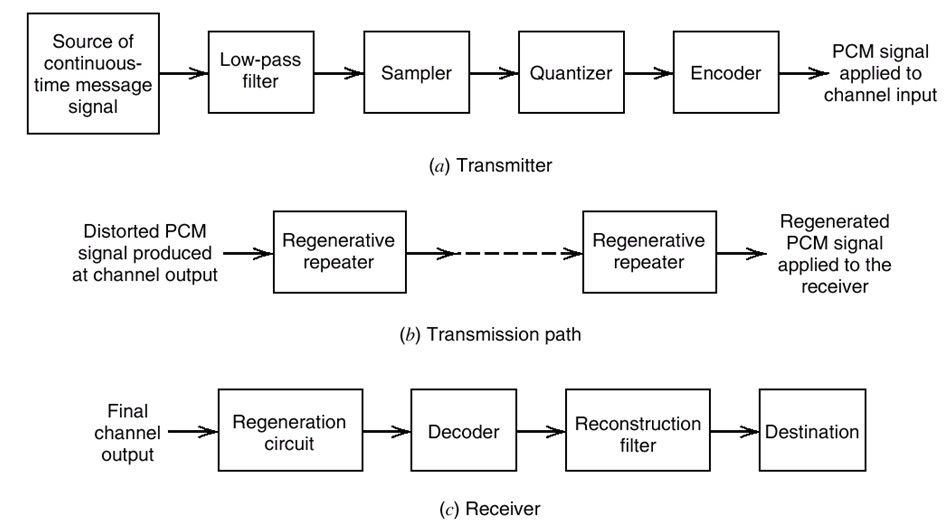 Source of
continuous-
time message
signal
Low-pass
filter
Sampler
Quantizer
Encoder
PCM signal
applied to
channel input
(a) Transmitter
Distorted PCM
signal produced
at channel output
Regenerative
repeater
Regenerative
repeater
Regenerated
PCM signal
applied to the
receiver
(b) Transmission path
Final
channel
output
Regeneration
circuit
Decoder
Reconstruction
filter
Destination
(c) Receiver